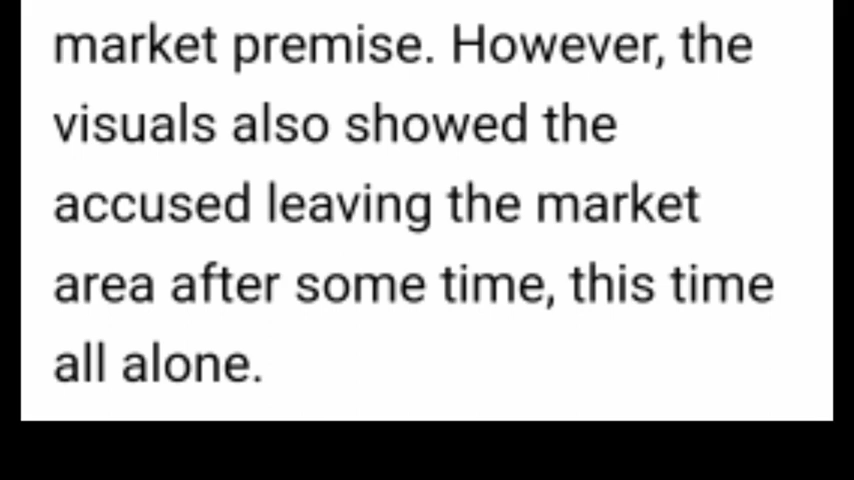 market premise. However, the
visuals also showed the
accused leaving the market
area after some time, this time
all alone.